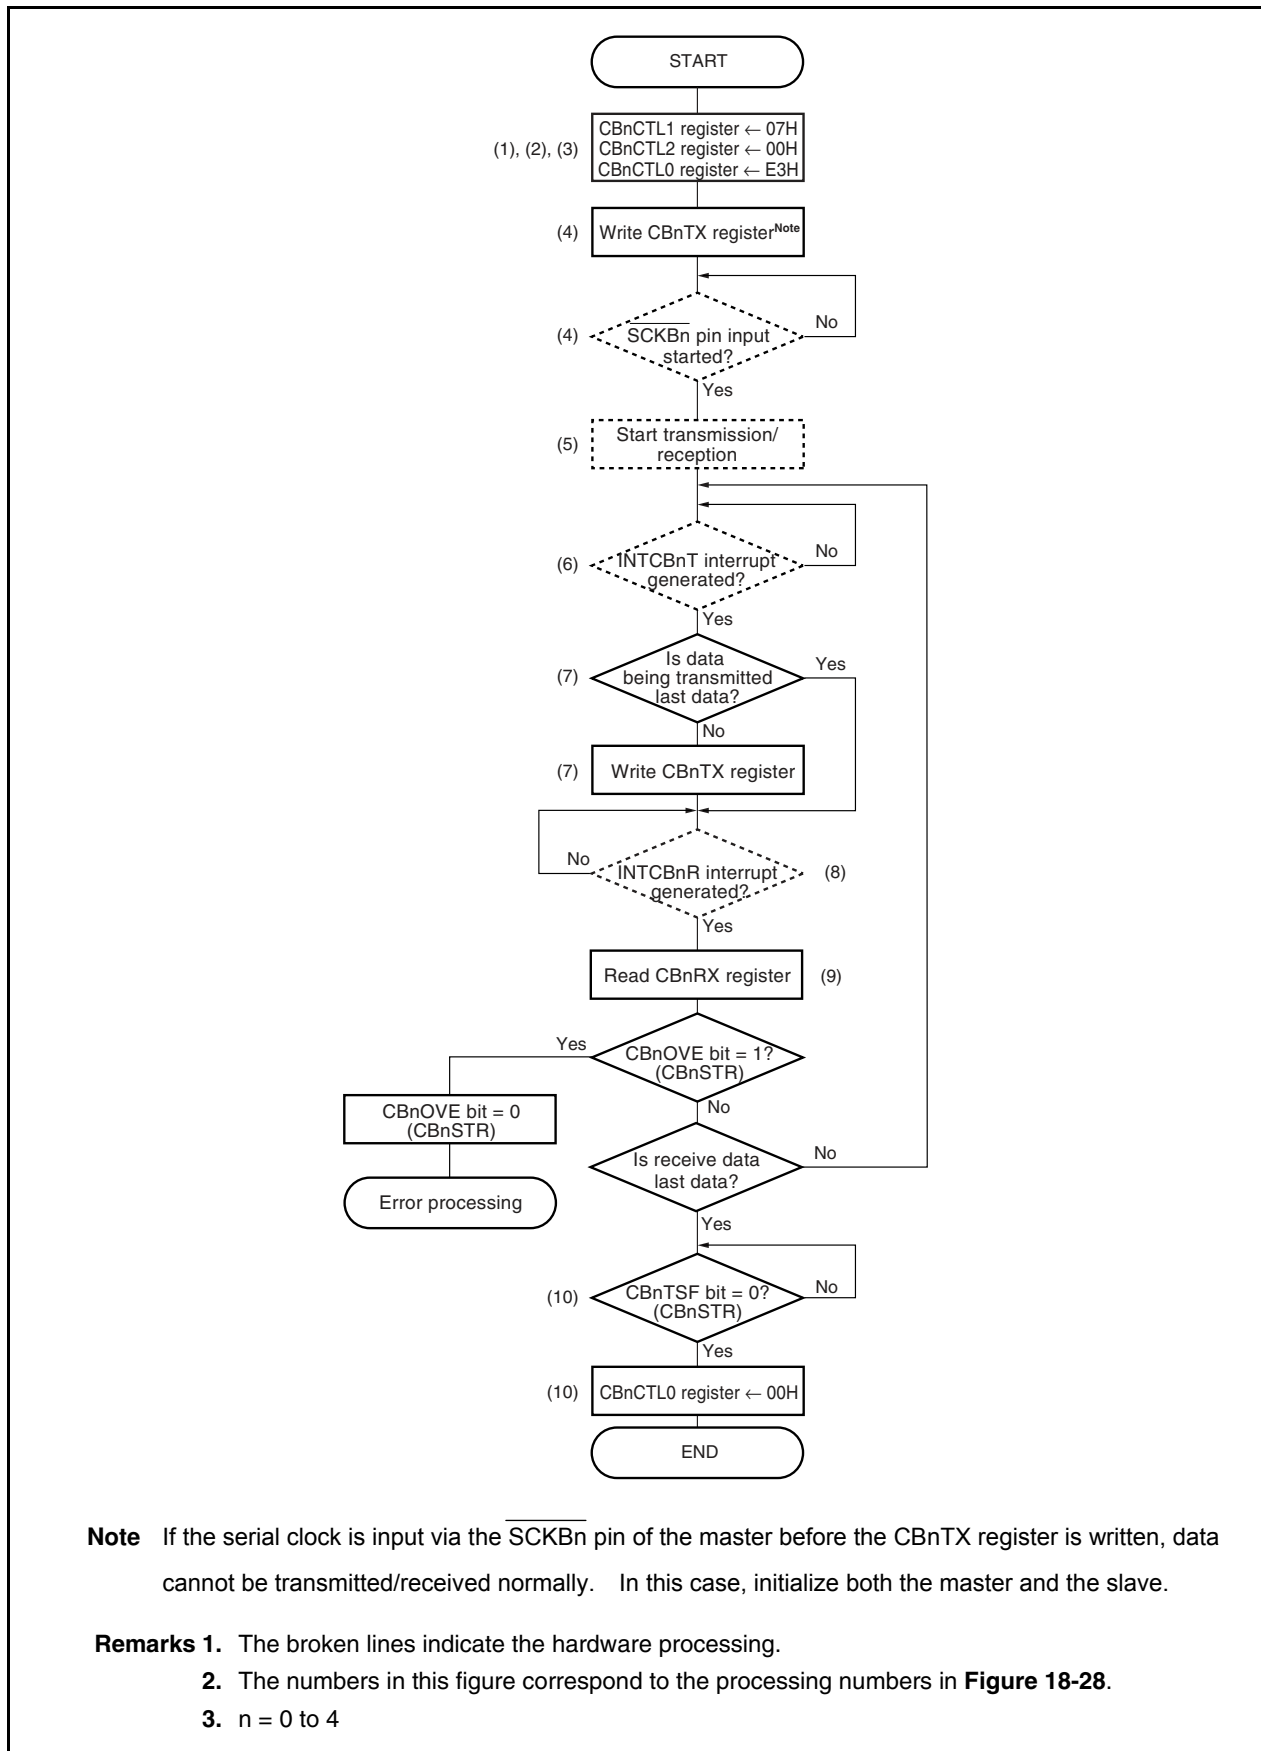 START
(1), (2), (3)
CBnCTL1 register ← 07H
CBnCTL2 register ← 00H
CBnCTL0 register ← E3H
(4)
Write CBnTX registerNote
(4)
SCKBn pin input
started?
No
Yes
(5)
Start transmission/
reception
(6)
INTCBnT interrupt
generated?
No
Yes
(7)
Is data
being transmitted
last data?
Yes
No
(7)
Write CBnTX register
No
INTCBnR interrupt
generated?
(8)
Yes
Read CBnRX register
(9)
Yes
CBnOVE bit = 1?
(CBnSTR)
No
CBnOVE bit = 0
(CBnSTR)
Error processing
Is receive data
last data?
No
Yes
(10)
CBnTSF bit = 0?
(CBnSTR)
No
Yes
(10)
CBnCTL0 register ← 00H
END
Note If the serial clock is input via the SCKBn pin of the master before the CBnTX register is written, data
cannot be transmitted/received normally. In this case, initialize both the master and the slave.
Remarks 1. The broken lines indicate the hardware processing.
2. The numbers in this figure correspond to the processing numbers in Figure 18-28.
3. n = 0 to 4